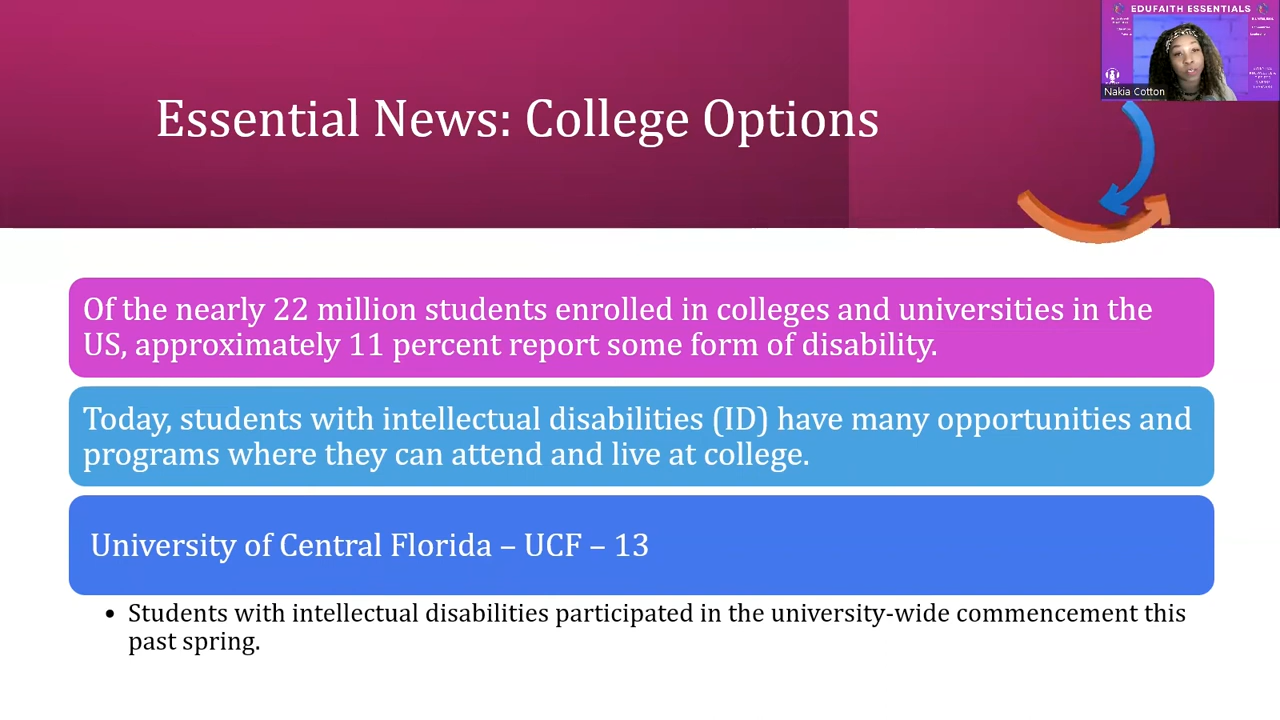 EDUFAITH ESSENTIALS
Nakia Cotton
Essential News: College Options
Of the nearly 22 million students enrolled in colleges and universities in the
US, approximately 11 percent report some form of disability.
Today, students with intellectual disabilities (ID) have many opportunities and
programs where they can attend and live at college.
University of Central Florida – UCF – 13
• Students with intellectual disabilities participated in the university-wide commencement this
past spring.